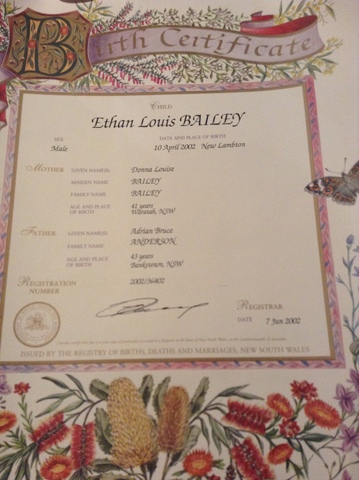 Birth Certificate
CHILD
Ethan Louis BAILEY
SEX DATE AND PLACE OF BIRTH
Male 10 April 2002 New Lambton
MOTHER GIVEN NAME(S) Donna Louise
MAIDEN NAME BAILEY
FAMILY NAME BAILEY
AGE AND PLACE OF BIRTH 41 years NSW
FATHER GIVEN NAME(S) Adrian Bruce
FAMILY NAME ANDERSON
AGE AND PLACE OF BIRTH 43 years Bankstown, NSW
REGISTRATION NUMBER
REGISTRAR
DATE 7 Jun 2002
ISSUED BY THE REGISTRY OF BIRTHS, DEATHS AND MARRIAGES, NEW SOUTH WALES